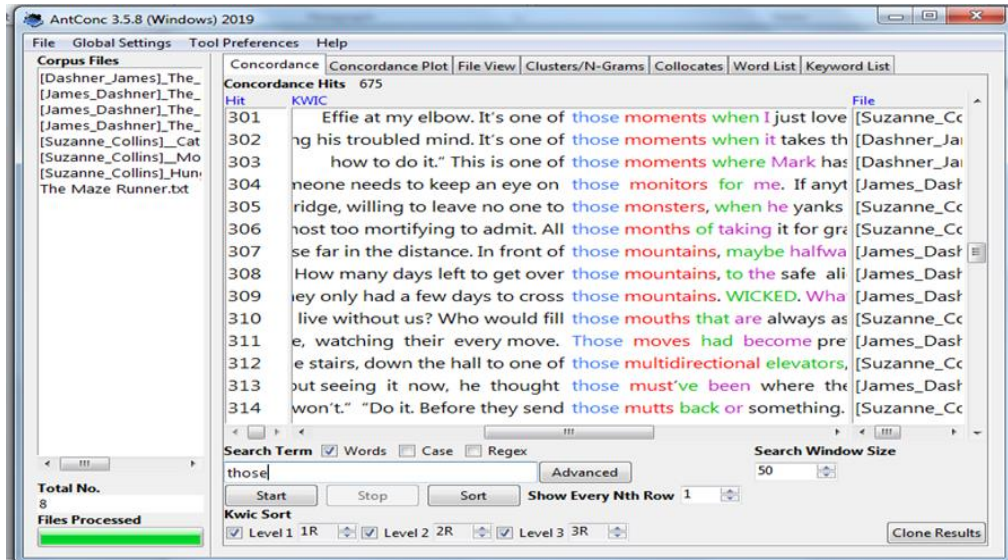 AntConc 3.5.8 (Windows) 2019
File Global Settings Tool Preferences Help
Corpus Files
[Dashner_James]_The_
[James_Dashner]_The_
[James_Dashner]_The_
[James_Dashner]_The_
[Suzanne_Collins]__Cat
[Suzanne_Collins]__Mo
[Suzanne_Collins]_Hun
The Maze Runner.txt
Total No.
8
Files Processed
Concordance Concordance Plot File View Clusters/N-Grams Collocates Word List Keyword List
Concordance Hits 675
Hit KWIC File
301 Effie at my elbow. It's one of those moments when I just love [Suzanne_Cc
302 ng his troubled mind. It's one of those moments when it takes th [Dashner_Jar
303 how to do it." This is one of those moments where Mark has [Dashner_Jar
304 neone needs to keep an eye on those monitors for me. If anyt [James_Dash
305 ridge, willing to leave no one to those monsters, when he yanks [Suzanne_Cc
306 nost too mortifying to admit. All those months of taking it for gra [Suzanne_Cc
307 se far in the distance. In front of those mountains, maybe halfwa [James_Dash
308 How many days left to get over those mountains, to the safe ali [James_Dash
309 ey only had a few days to cross those mountains. WICKED. Wha [James_Dash
310 live without us? Who would fill those mouths that are always as [Suzanne_Cc
311 e, watching their every move. Those moves had become pre [James_Dash
312 e stairs, down the hall to one of those multidirectional elevators, [Suzanne_Cc
313 out seeing it now, he thought those must've been where the [James_Dash
314 won't." "Do it. Before they send those mutts back or something. [Suzanne_Cc
Search Term Words Case Regex Search Window Size
those Advanced 50
Start Stop Sort Show Every Nth Row 1
Kwic Sort
Level 1 1R Level 2 2R Level 3 3R Clone Results